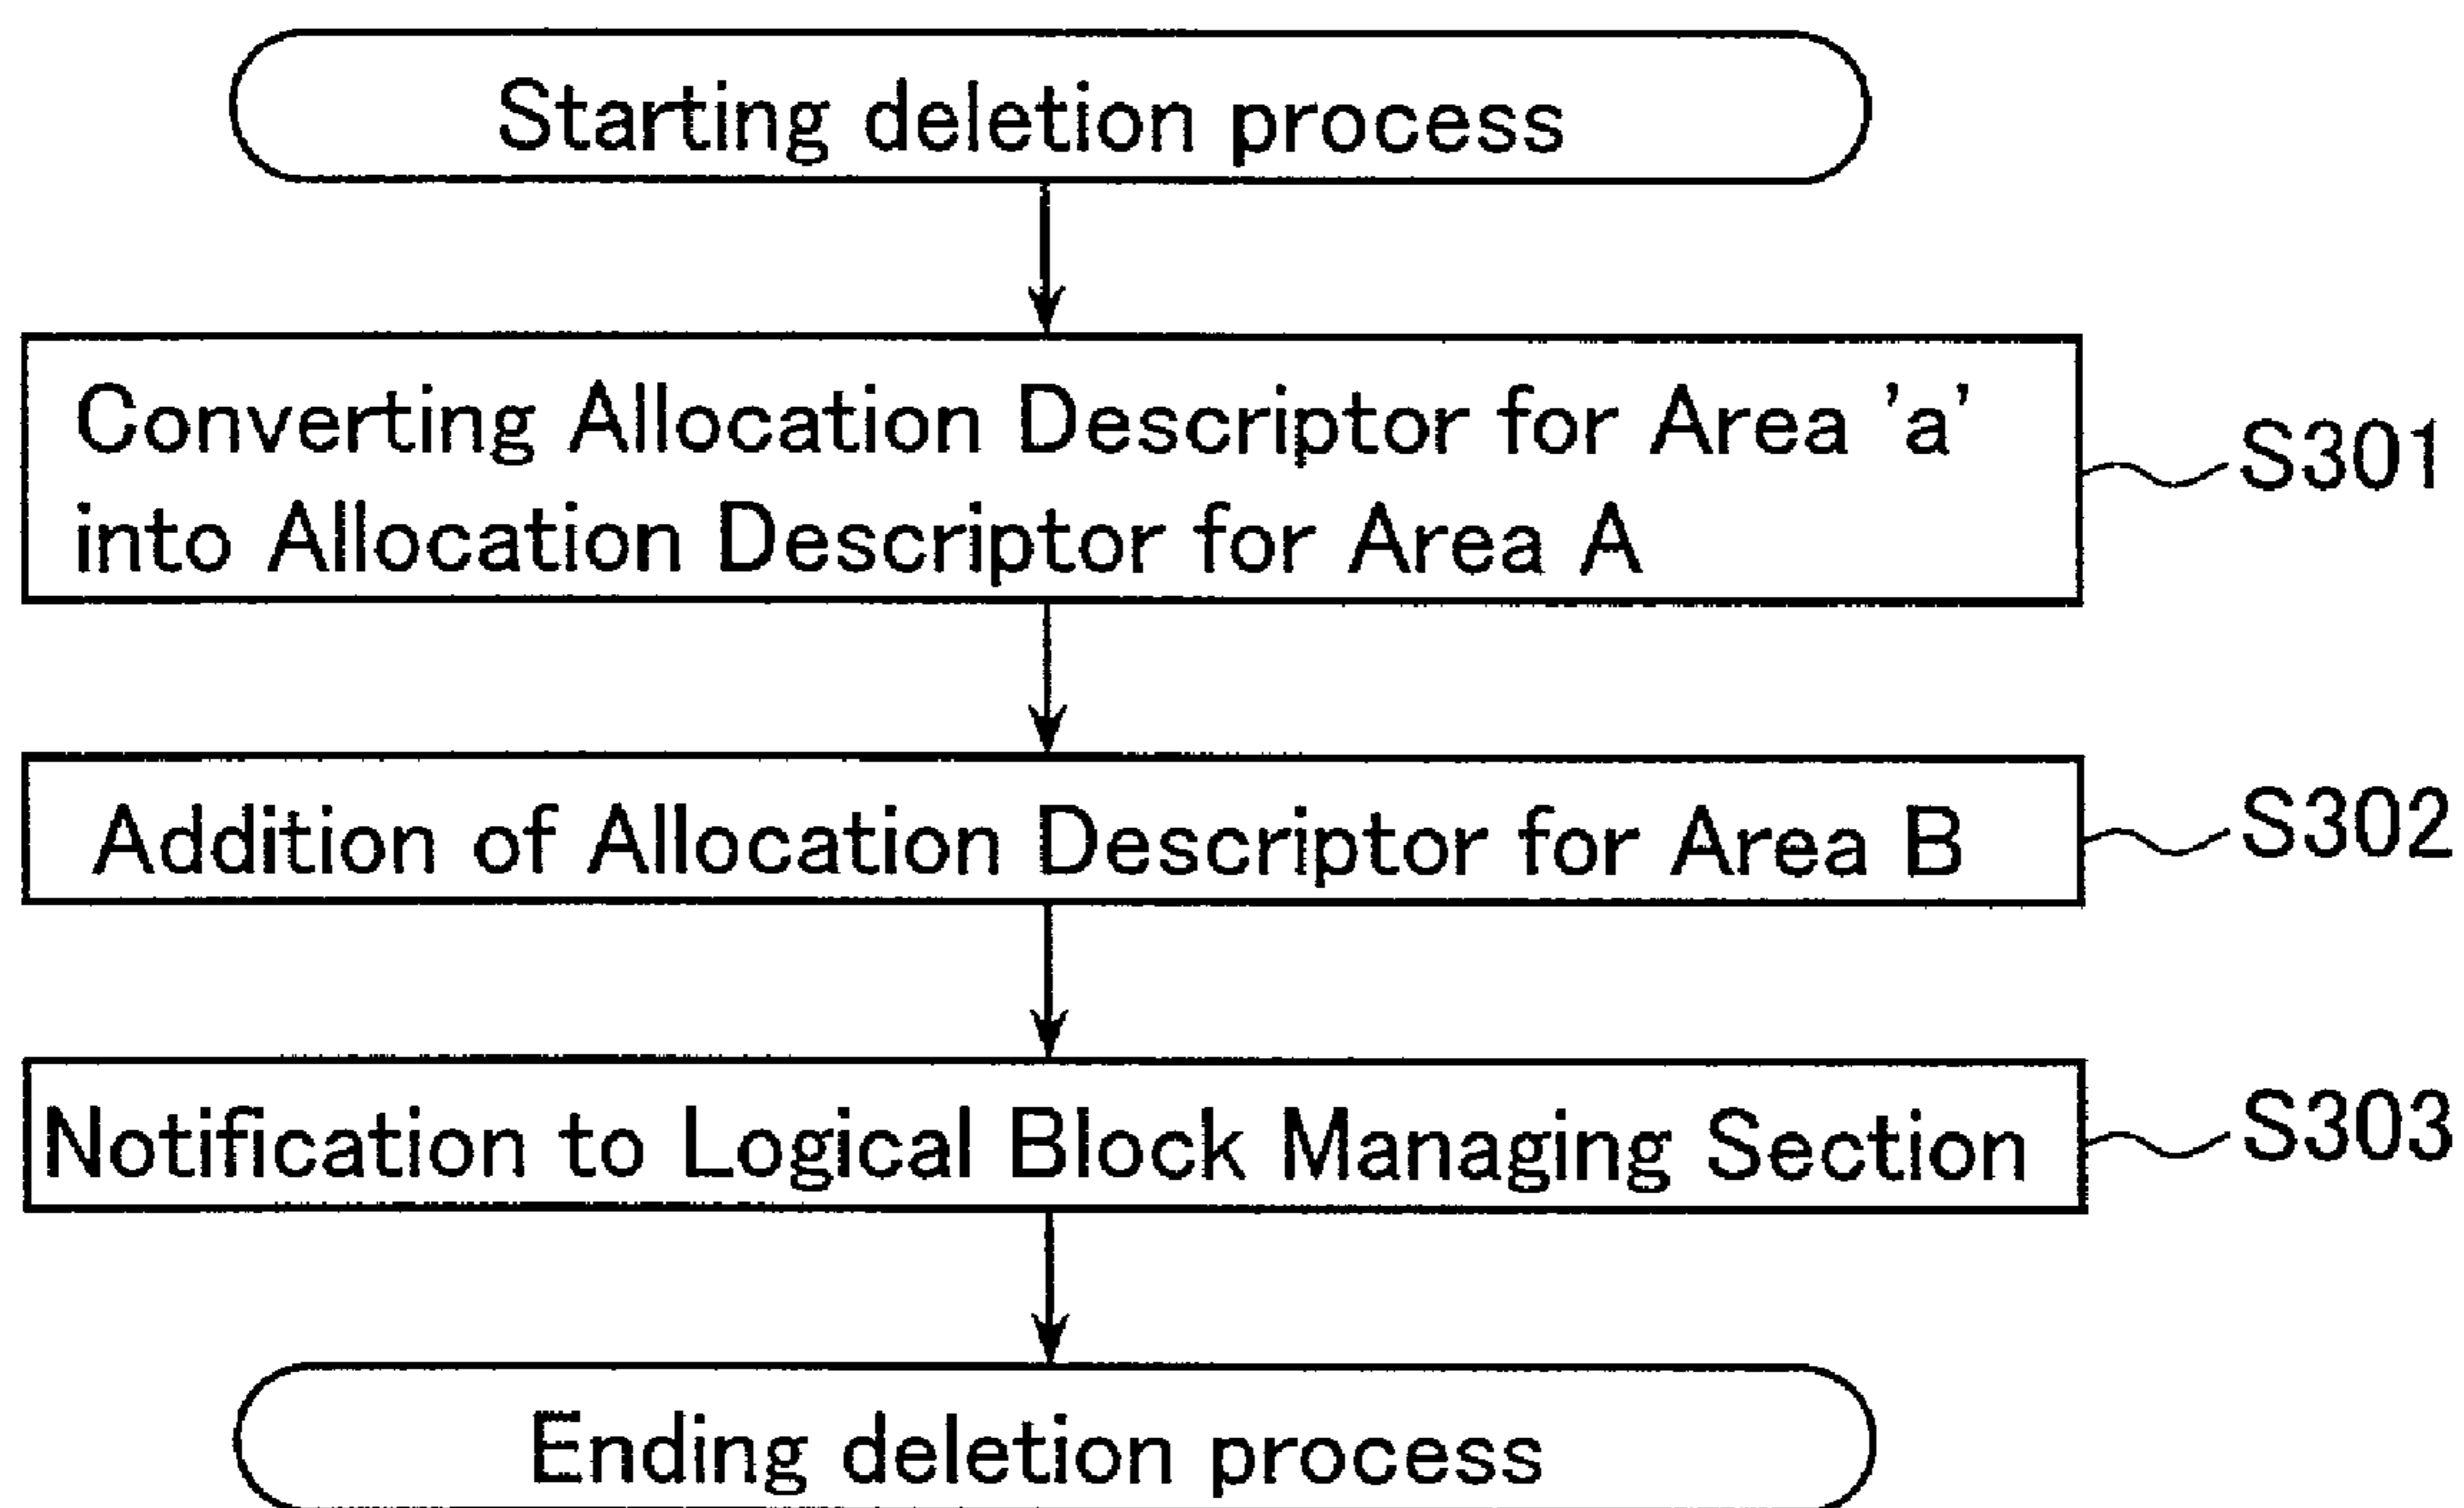 Starting deletion process
Converting Allocation Descriptor for Area 'a'
into Allocation Descriptor for Area A
S301
Addition of Allocation Descriptor for Area B
S302
Notification to Logical Block Managing Section
S303
Ending deletion process